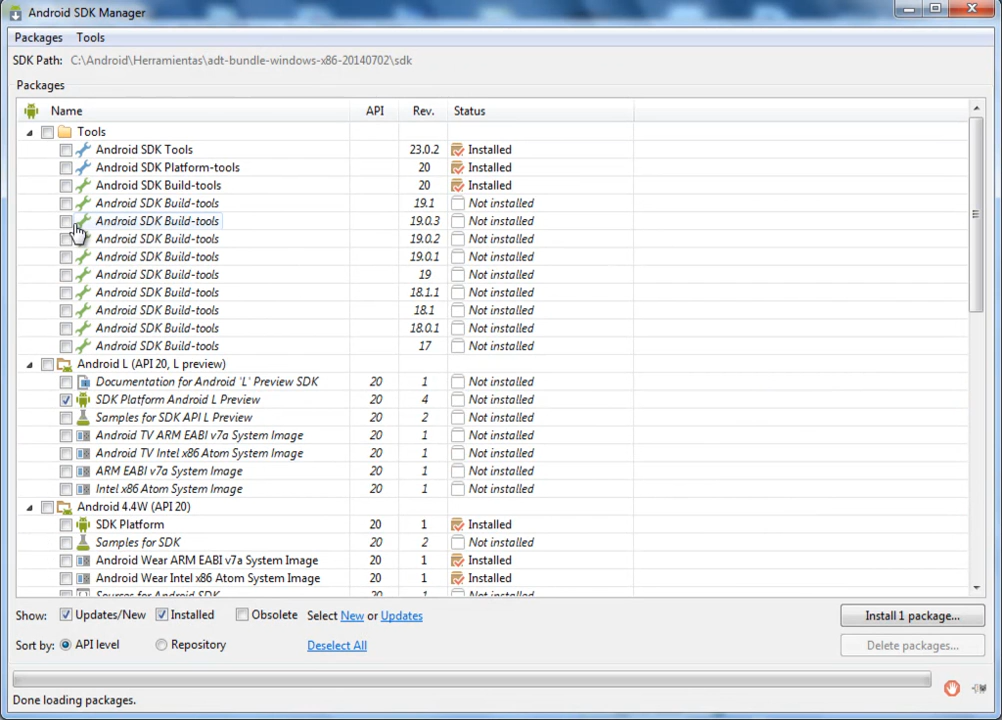 Android SDK Manager
Packages Tools
SDK Path: C:\Android\Herramientas\adt-bundle-windows-x86-20140702\sdk
Packages
Name API Rev. Status
Tools
Android SDK Tools 23.0.2 Installed
Android SDK Platform-tools 20 Installed
Android SDK Build-tools 20 Installed
Android SDK Build-tools 19.1 Not installed
Android SDK Build-tools 19.0.3 Not installed
Android SDK Build-tools 19.0.2 Not installed
Android SDK Build-tools 19.0.1 Not installed
Android SDK Build-tools 19 Not installed
Android SDK Build-tools 18.1.1 Not installed
Android SDK Build-tools 18.1 Not installed
Android SDK Build-tools 18.0.1 Not installed
Android SDK Build-tools 17 Not installed
Android L (API 20, L preview)
Documentation for Android 'L' Preview SDK 20 1 Not installed
SDK Platform Android L Preview 20 4 Not installed
Samples for SDK API L Preview 20 2 Not installed
Android TV ARM EABI v7a System Image 20 1 Not installed
Android TV Intel x86 Atom System Image 20 1 Not installed
ARM EABI v7a System Image 20 1 Not installed
Intel x86 Atom System Image 20 1 Not installed
Android 4.4W (API 20)
SDK Platform 20 1 Installed
Samples for SDK 20 2 Not installed
Android Wear ARM EABI v7a System Image 20 1 Installed
Android Wear Intel x86 Atom System Image 20 1 Installed
Sources for Android SDK 20 1 Not installed
Show: Updates/New Installed Obsolete Select New or Updates Install 1 package...
Sort by: API level Repository Deselect All Delete packages...
Done loading packages.